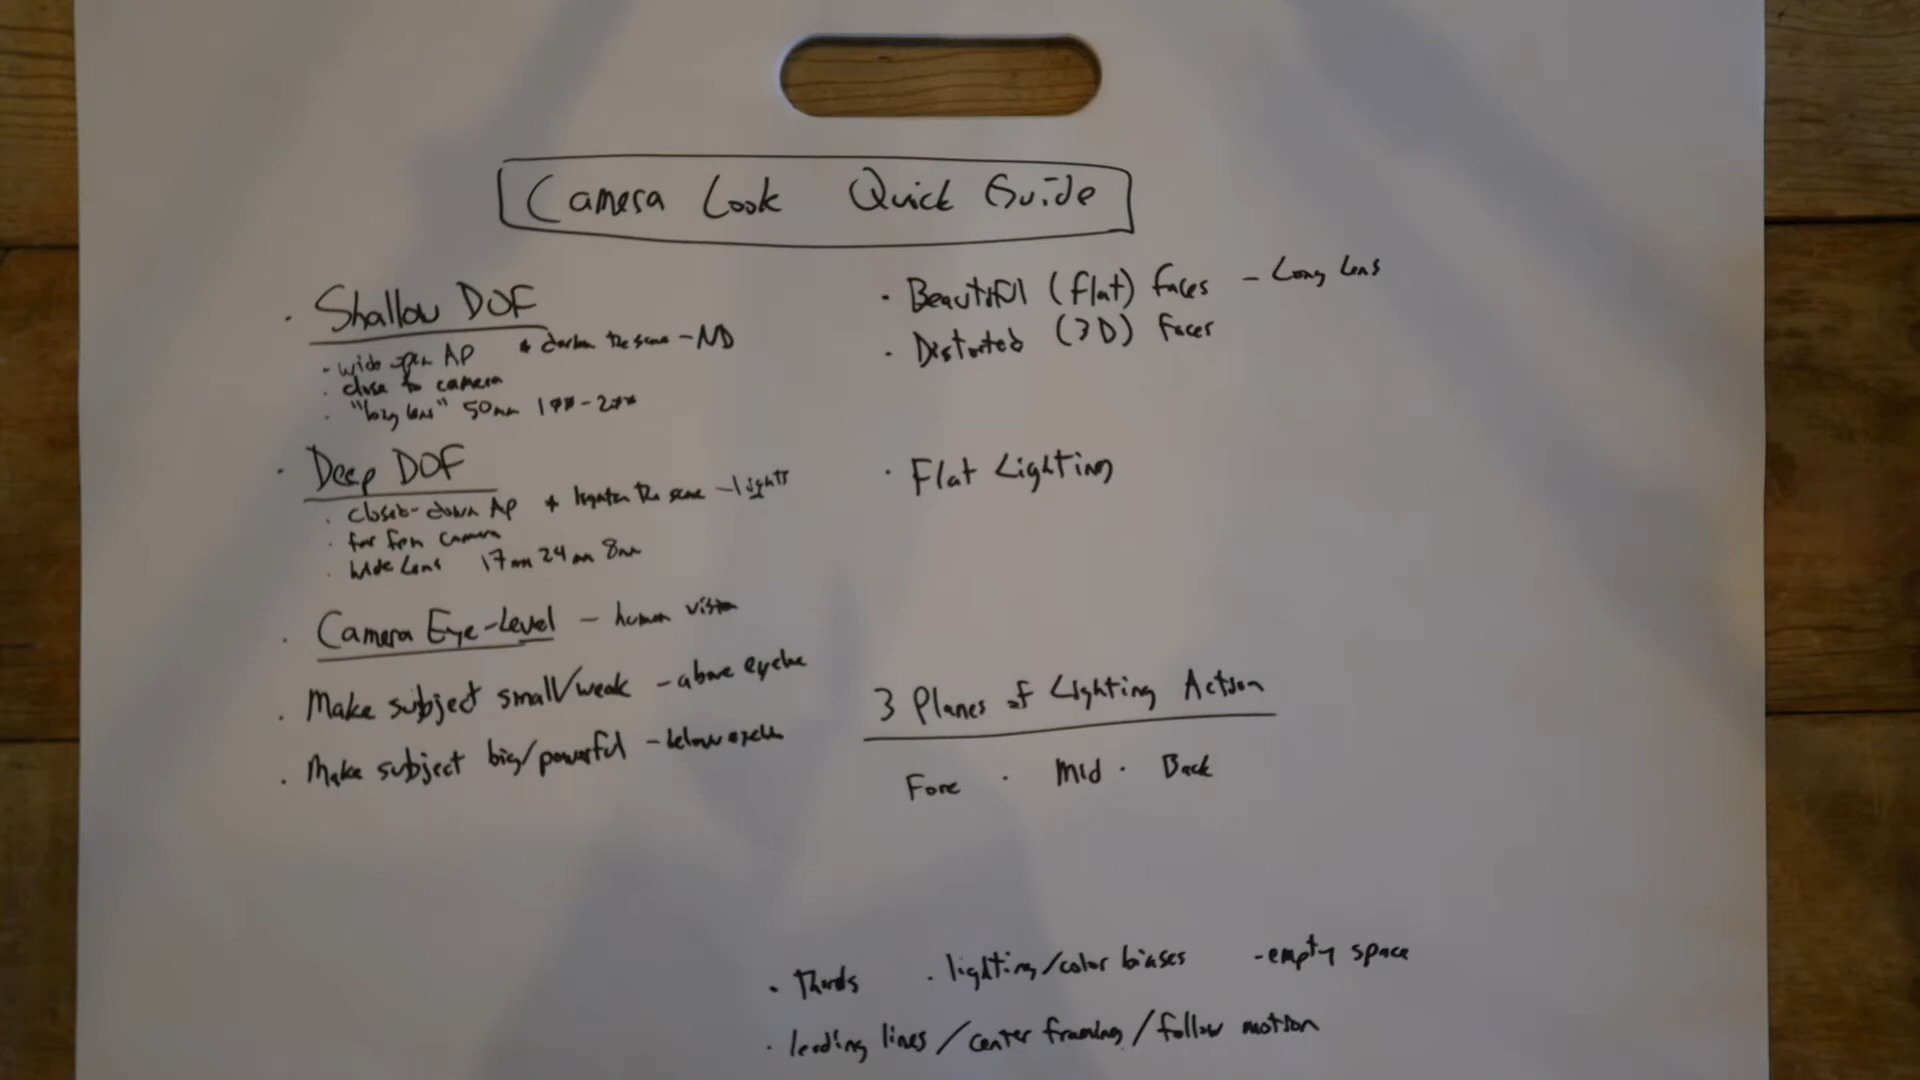 Camera Look Quick Guide
· Shallow DOF
· wide open AP * darken the scene - ND
· close to camera
· "long lens" 50mm 100-200
· Deep DOF
· closed-down AP * lighten the scene - lights
· far from camera
· wide lens 17mm 24mm 8mm
· Camera Eye-Level - human vision
· Make subject small/weak - above eyeline
· Make subject big/powerful - below eyeline
· Beautiful (flat) faces - Long lens
· Distorted (3D) faces
· Flat Lighting
3 Planes of Lighting Action
Fore · Mid · Back
· Thirds · lighting/color biases - empty space
· leading lines / center framing / follow motion